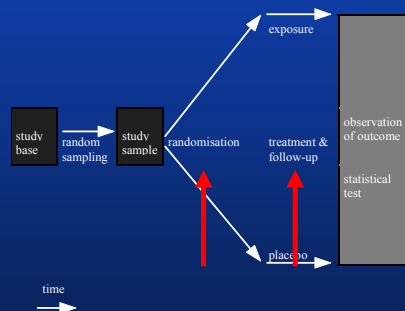 exposure
study
base
random
sampling
study
sample
randomisation
treatment &
follow-up
observation
of outcome
statistical
test
placebo
time